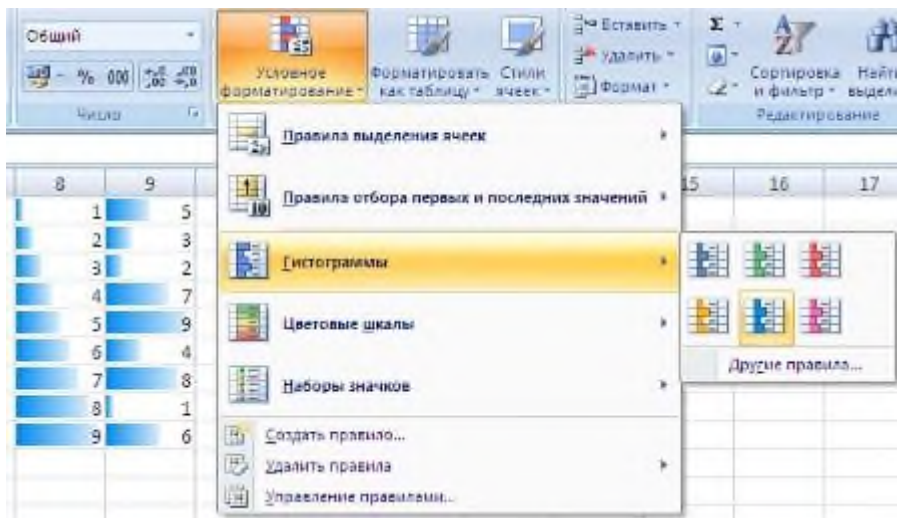 Общий
Условное форматирование
Форматировать как таблицу
Стили ячеек
Вставить
Удалить
Формат
Σ
Сортировка и фильтр
% 000
Число
Редактирование
Правила выделения ячеек
8 9 15 16 17
Правила отбора первых и последних значений
1 5
2 3
3 2
Гистограммы
4 7
5 9
Цветовые шкалы
6 4
Другие правила...
7 8
Наборы значков
8 1
9 6
Создать правило...
Удалить правила
Управление правилами...